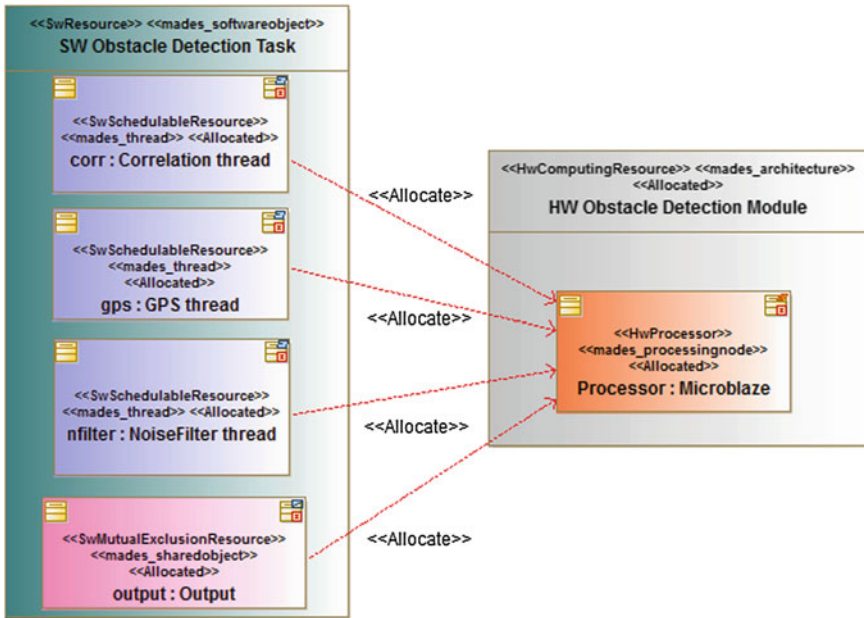 <<SwResource>> <<mades_softwareobject>>
SW Obstacle Detection Task
<<SwSchedulableResource>>
<<mades_thread>> <<Allocated>>
corr : Correlation thread
<<SwSchedulableResource>>
<<mades_thread>>
<<Allocated>>
gps : GPS thread
<<SwSchedulableResource>>
<<mades_thread>> <<Allocated>>
nfilter : NoiseFilter thread
<<SwMutualExclusionResource>>
<<mades_sharedobject>>
<<Allocated>>
output : Output
<<Allocate>>
<<Allocate>>
<<Allocate>>
<<Allocate>>
<<HwComputingResource>> <<mades_architecture>>
<<Allocated>>
HW Obstacle Detection Module
<<HwProcessor>>
<<mades_processingnode>>
<<Allocated>>
Processor : Microblaze